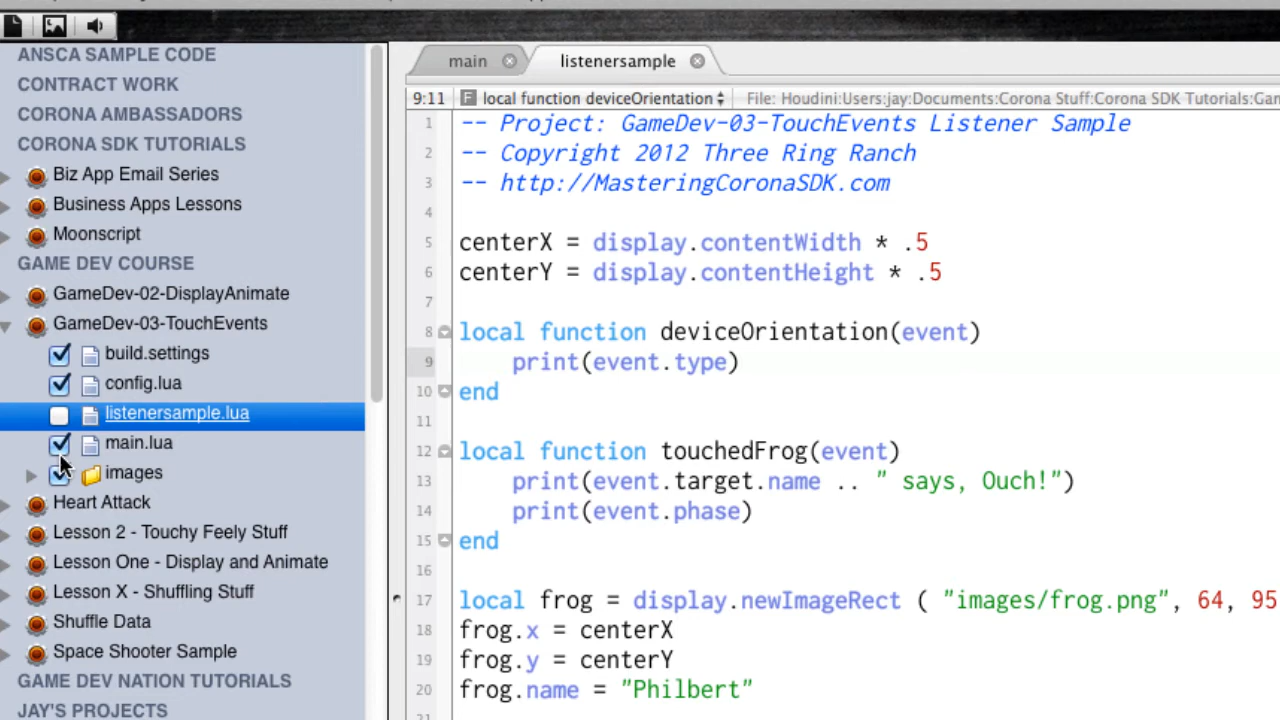 ANSCA SAMPLE CODE
CONTRACT WORK
CORONA AMBASSADORS
CORONA SDK TUTORIALS
Biz App Email Series
Business Apps Lessons
Moonscript
GAME DEV COURSE
GameDev-02-DisplayAnimate
GameDev-03-TouchEvents
build.settings
config.lua
listenersample.lua
main.lua
images
Heart Attack
Lesson 2 - Touchy Feely Stuff
Lesson One - Display and Animate
Lesson X - Shuffling Stuff
Shuffle Data
Space Shooter Sample
GAME DEV NATION TUTORIALS
JAY'S PROJECTS
main
listenersample
9:11 F local function deviceOrientation File: Houdini:Users:jay:Documents:Corona Stuff:Corona SDK Tutorials:Gam
1 -- Project: GameDev-03-TouchEvents Listener Sample
2 -- Copyright 2012 Three Ring Ranch
3 -- http://MasteringCoronaSDK.com
4
5 centerX = display.contentWidth * .5
6 centerY = display.contentHeight * .5
7
8 local function deviceOrientation(event)
9 print(event.type)
10 end
11
12 local function touchedFrog(event)
13 print(event.target.name .. " says, Ouch!")
14 print(event.phase)
15 end
16
17 local frog = display.newImageRect ( "images/frog.png", 64, 95
18 frog.x = centerX
19 frog.y = centerY
20 frog.name = "Philbert"
21